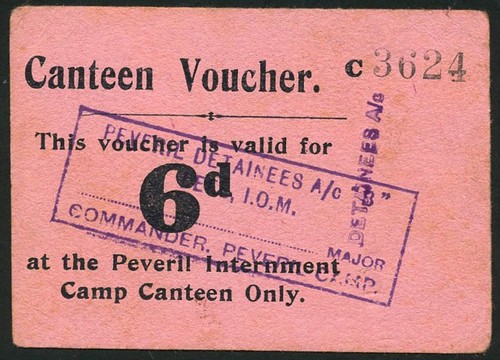 Canteen Voucher. C 3624
This voucher is valid for
6d
at the Peveril Internment
Camp Canteen Only.
PEVERIL DETAINEES A/C
I.O.M.
MAJOR
COMMANDER, PEVERIL CAMP.
DETAINEES A/c